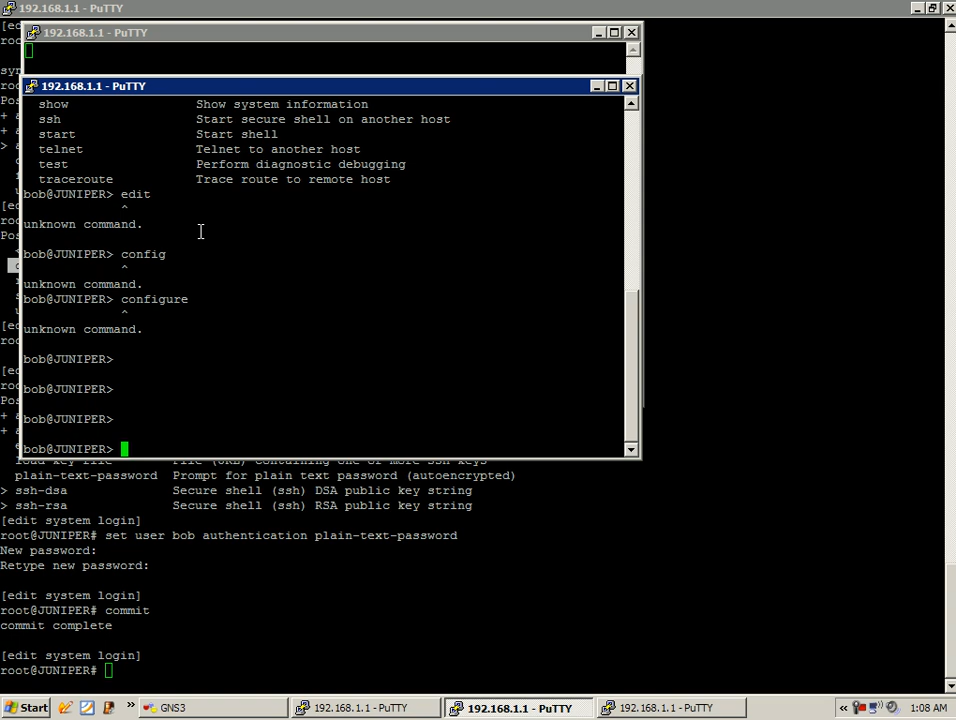 192.168.1.1 - PuTTY
192.168.1.1 - PuTTY
192.168.1.1 - PuTTY
show Show system information
ssh Start secure shell on another host
start Start shell
telnet Telnet to another host
test Perform diagnostic debugging
traceroute Trace route to remote host
bob@JUNIPER> edit
^
unknown command.
bob@JUNIPER> config
^
unknown command.
bob@JUNIPER> configure
^
unknown command.
bob@JUNIPER>
bob@JUNIPER>
bob@JUNIPER>
bob@JUNIPER>
plain-text-password Prompt for plain text password (autoencrypted)
> ssh-dsa Secure shell (ssh) DSA public key string
> ssh-rsa Secure shell (ssh) RSA public key string
[edit system login]
root@JUNIPER# set user bob authentication plain-text-password
New password:
Retype new password:
[edit system login]
root@JUNIPER# commit
commit complete
[edit system login]
root@JUNIPER#
Start » GNS3 192.168.1.1 - PuTTY 192.168.1.1 - PuTTY 192.168.1.1 - PuTTY « 1:08 AM